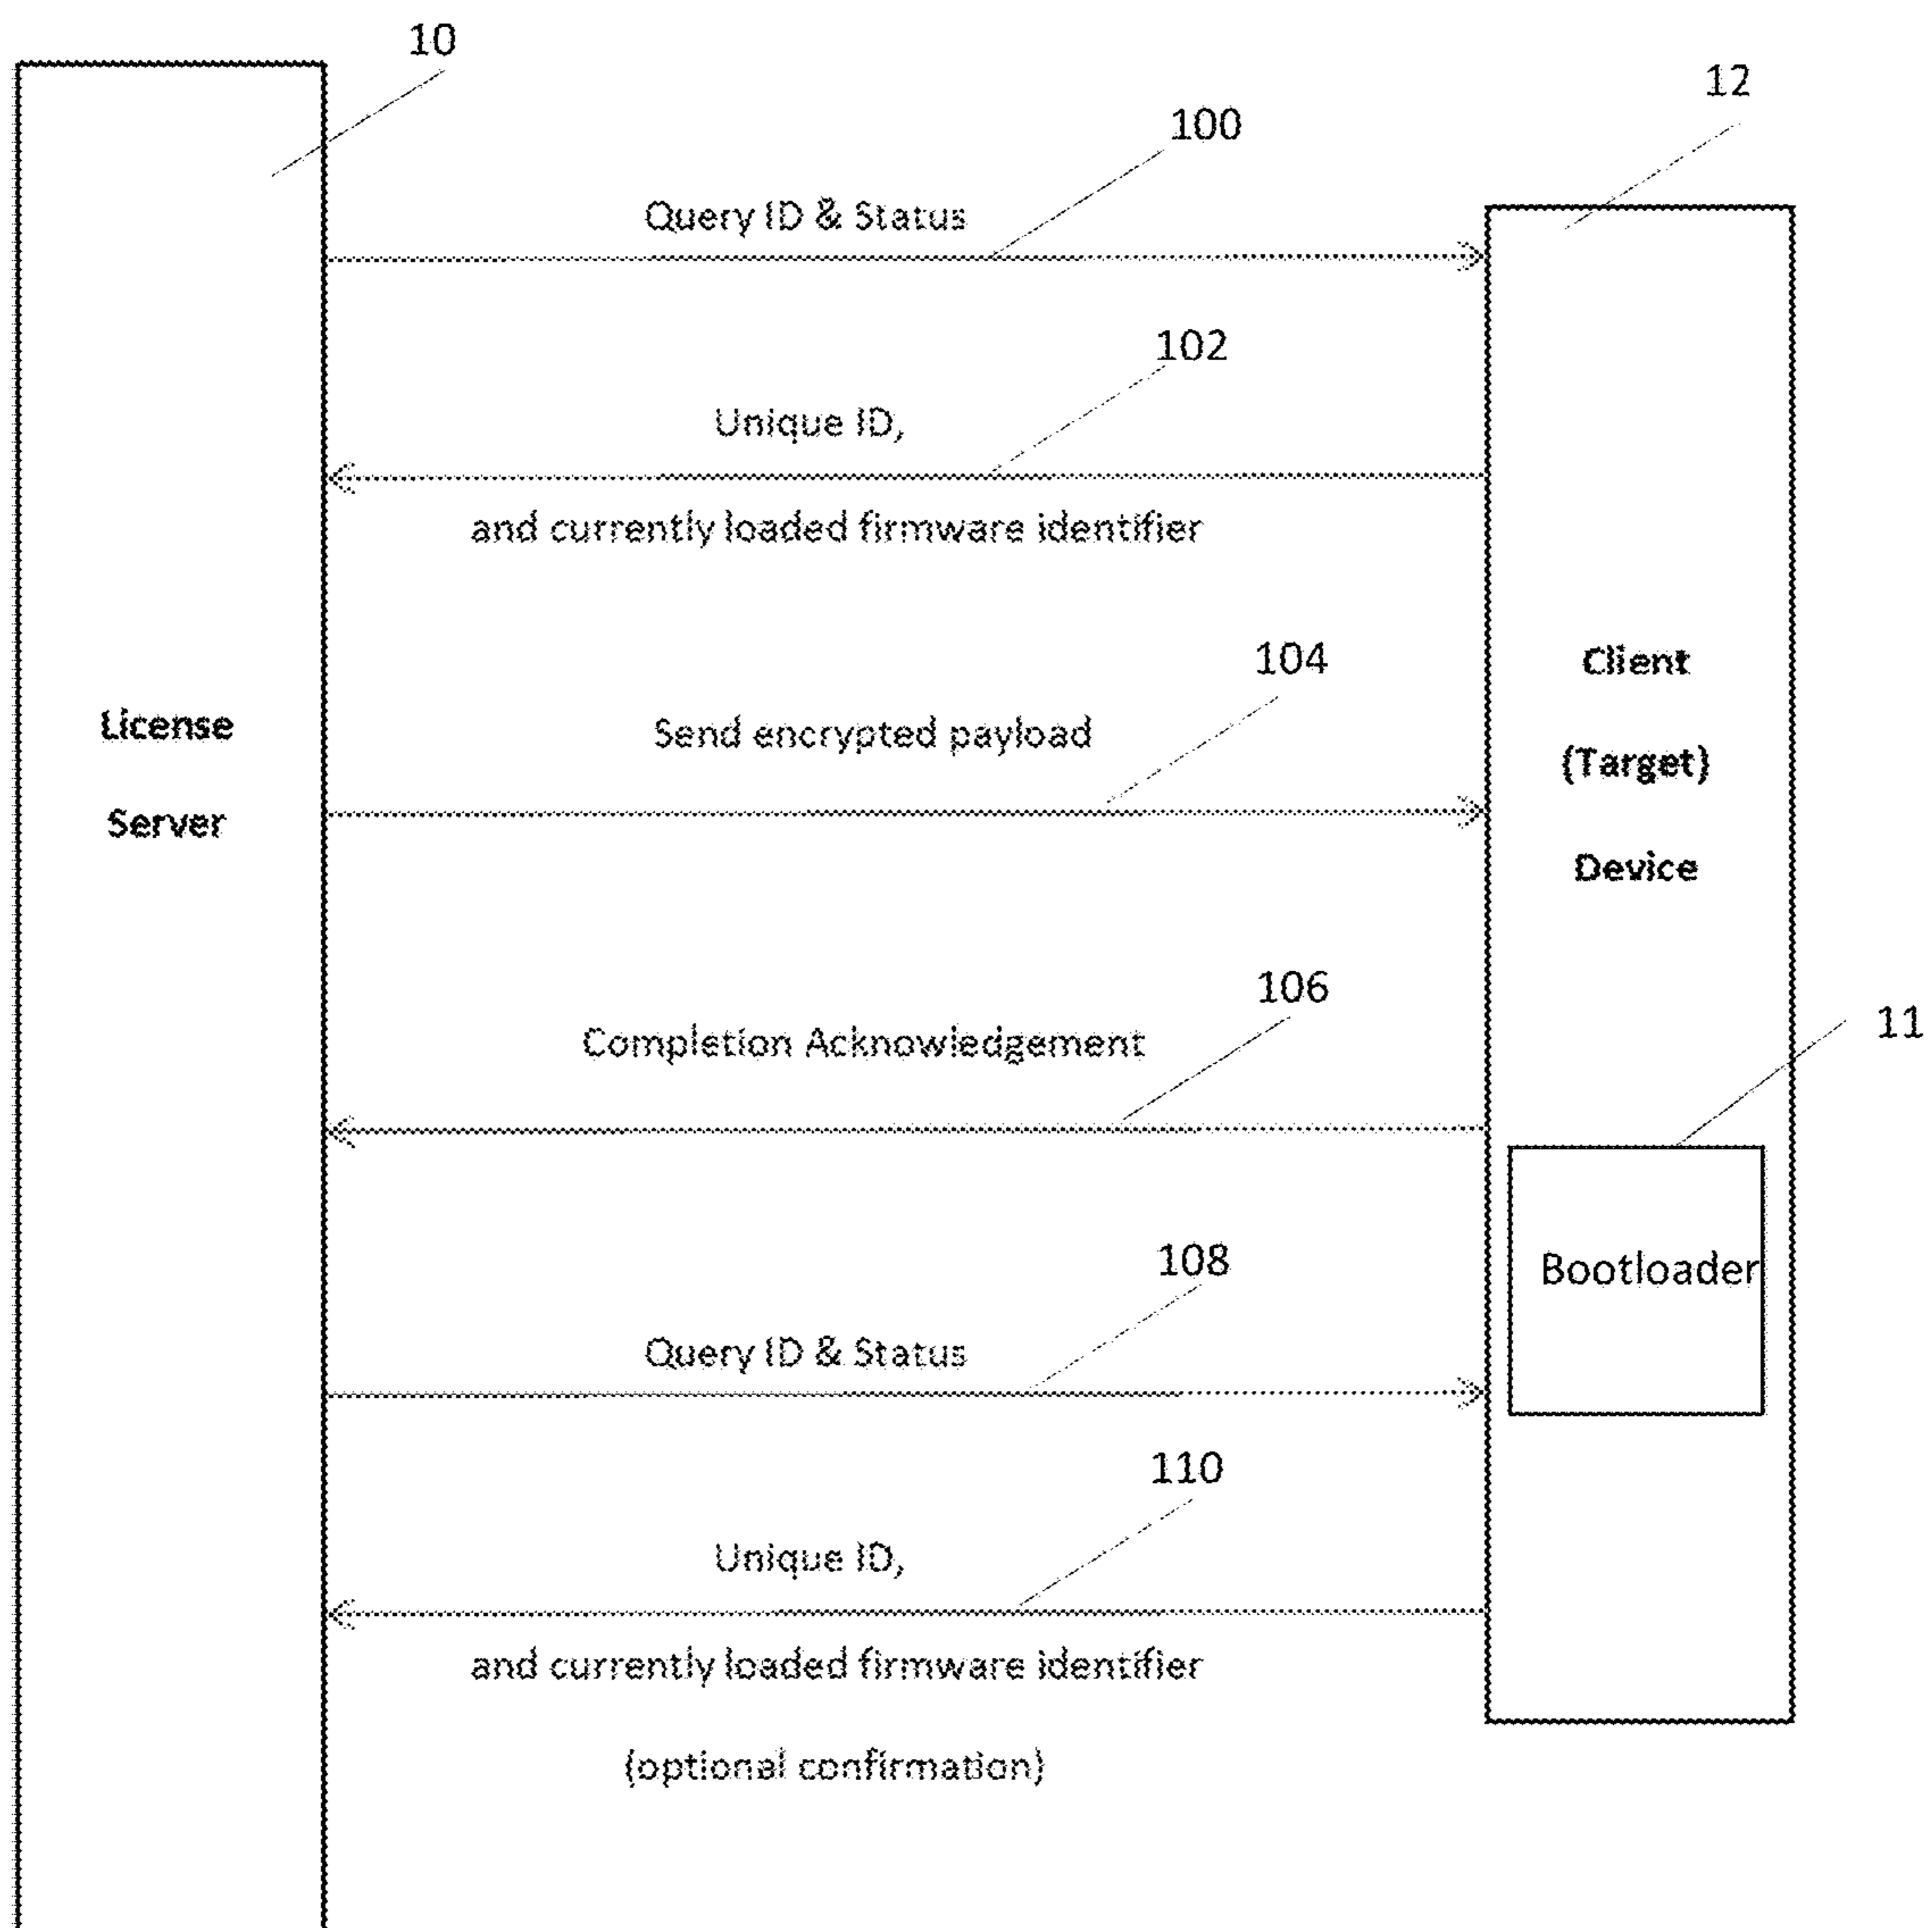 10
12
100
Query ID & Status
102
Unique ID,
and currently loaded firmware identifier
104
Send encrypted payload
License
Server
Client
(Target)
Device
106
Completion Acknowledgement
11
Bootloader
108
Query ID & Status
110
Unique ID,
and currently loaded firmware identifier
(optional confirmation)